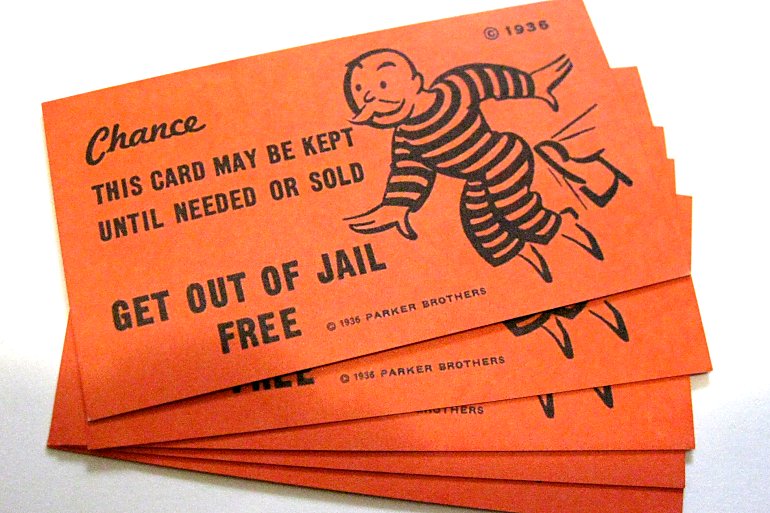 © 1936
Chance
THIS CARD MAY BE KEPT
UNTIL NEEDED OR SOLD
GET OUT OF JAIL
FREE
© 1936 PARKER BROTHERS
FREE
© 1936 PARKER BROTHERS
BROTHERS